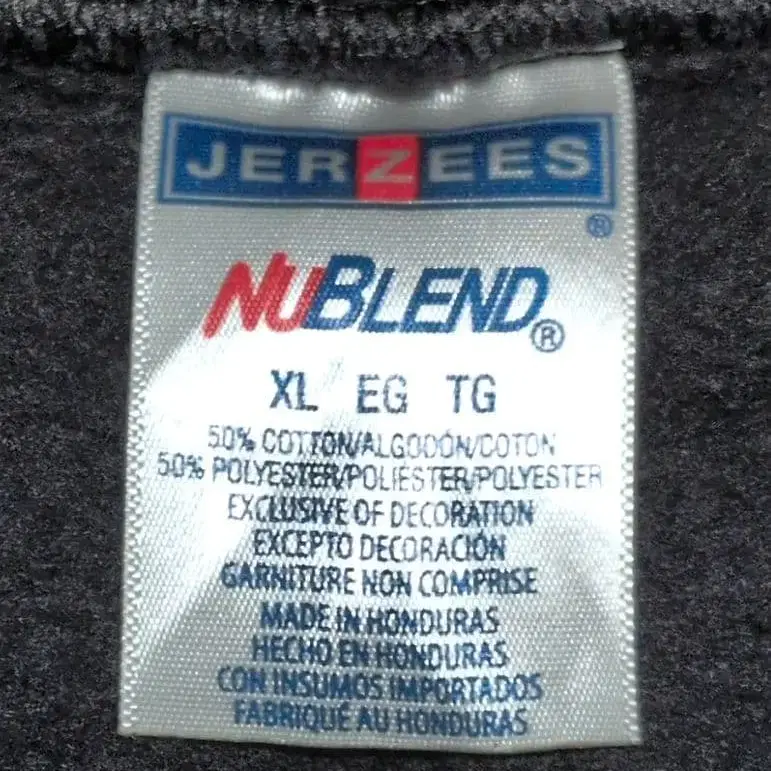 JERZEES
®
NUBLEND®
XL EG TG
50% COTTON/ALGODÓN/COTON
50% POLYESTER/POLIÉSTER/POLYESTER
EXCLUSIVE OF DECORATION
EXCEPTO DECORACIÓN
GARNITURE NON COMPRISE
MADE IN HONDURAS
HECHO EN HONDURAS
CON INSUMOS IMPORTADOS
FABRIQUÉ AU HONDURAS